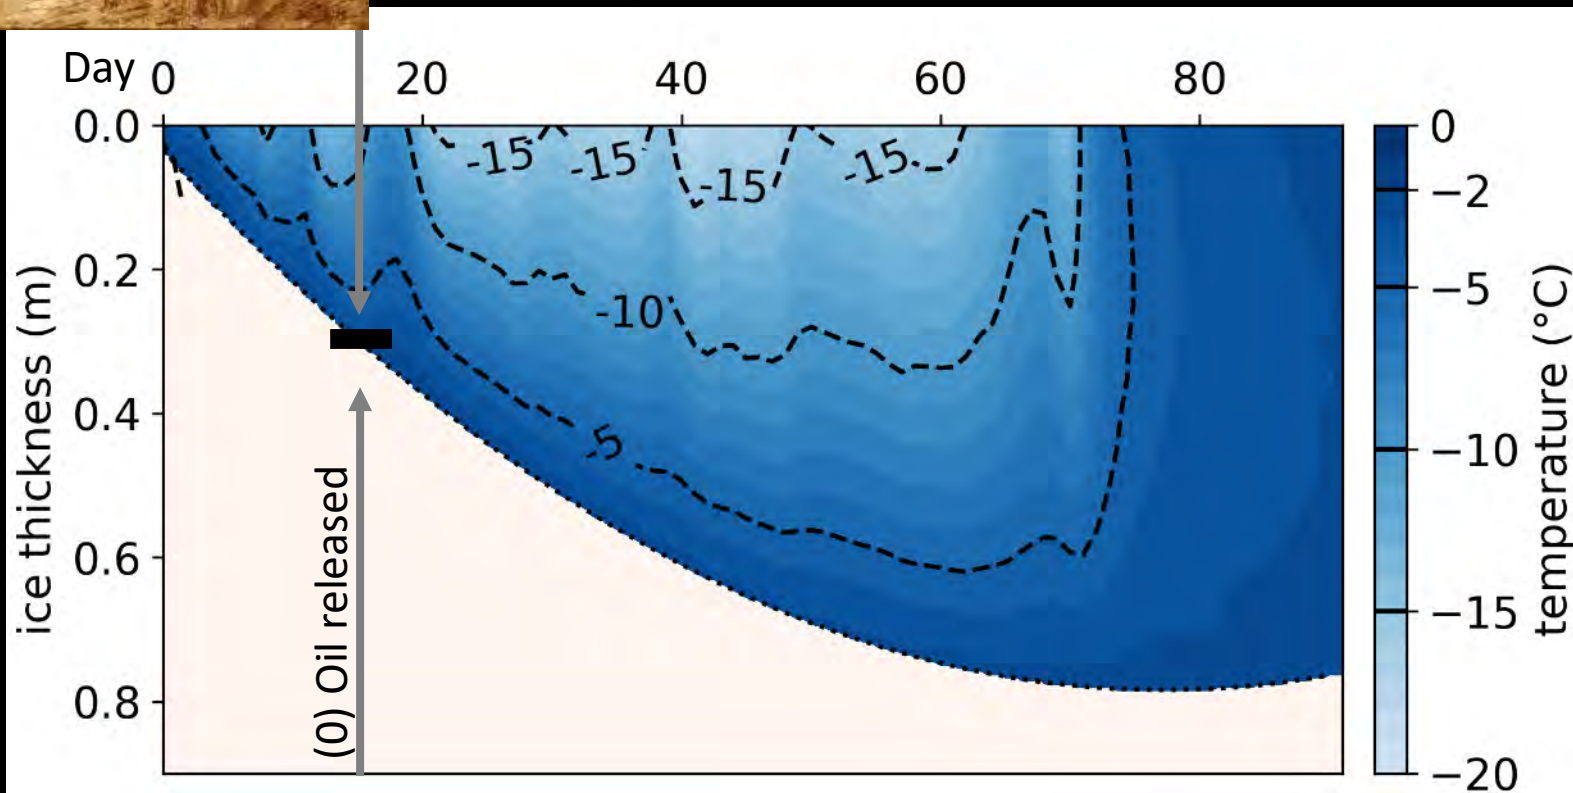 Day 0 20 40 60 80
0.0
0.2
0.4
0.6
0.8
ice thickness (m)
-15 -15 -15 -15
-10
-5
(0) Oil released
0
−2
−5
−10
−15
−20
temperature (°C)